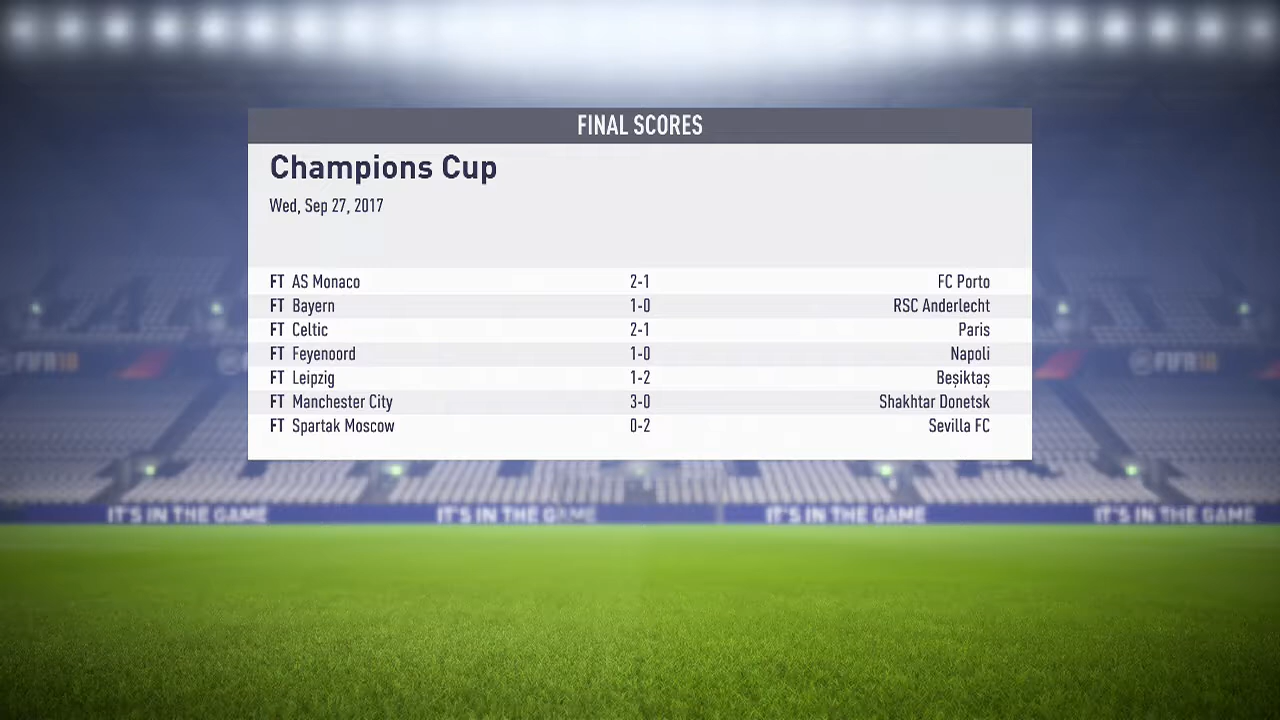 FINAL SCORES
Champions Cup
Wed, Sep 27, 2017
FT AS Monaco 2-1 FC Porto
FT Bayern 1-0 RSC Anderlecht
FT Celtic 2-1 Paris
FT Feyenoord 1-0 Napoli
FT Leipzig 1-2 Beşiktaş
FT Manchester City 3-0 Shakhtar Donetsk
FT Spartak Moscow 0-2 Sevilla FC
FIFA18 FIFA18
IT'S IN THE GAME IT'S IN THE GAME IT'S IN THE GAME IT'S IN THE GAME